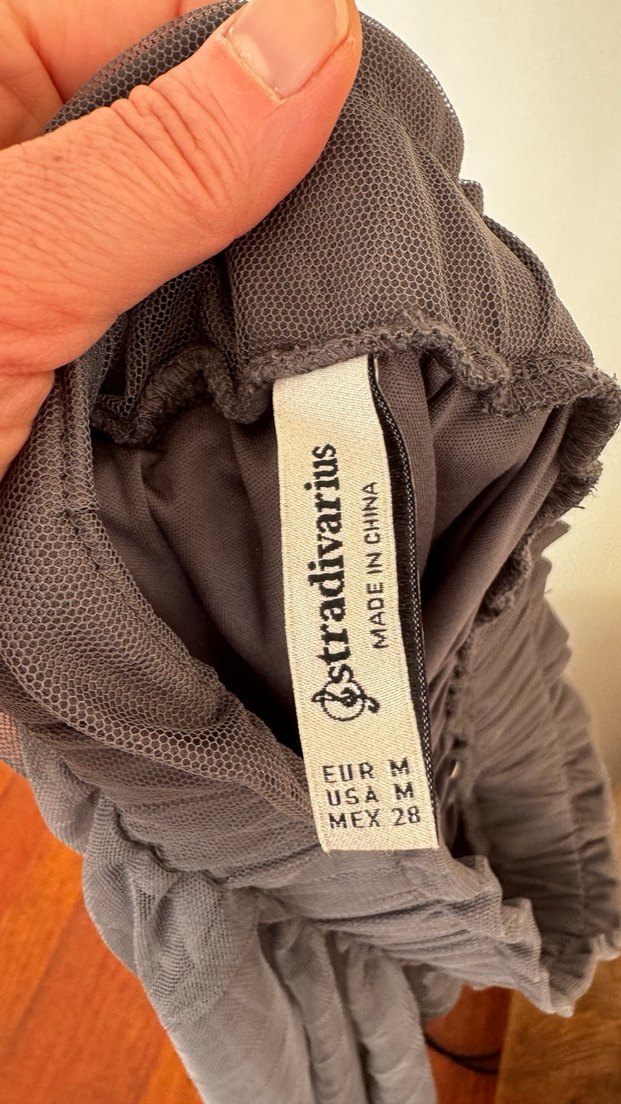 stradivarius
MADE IN CHINA
EUR M
USA M
MEX 28